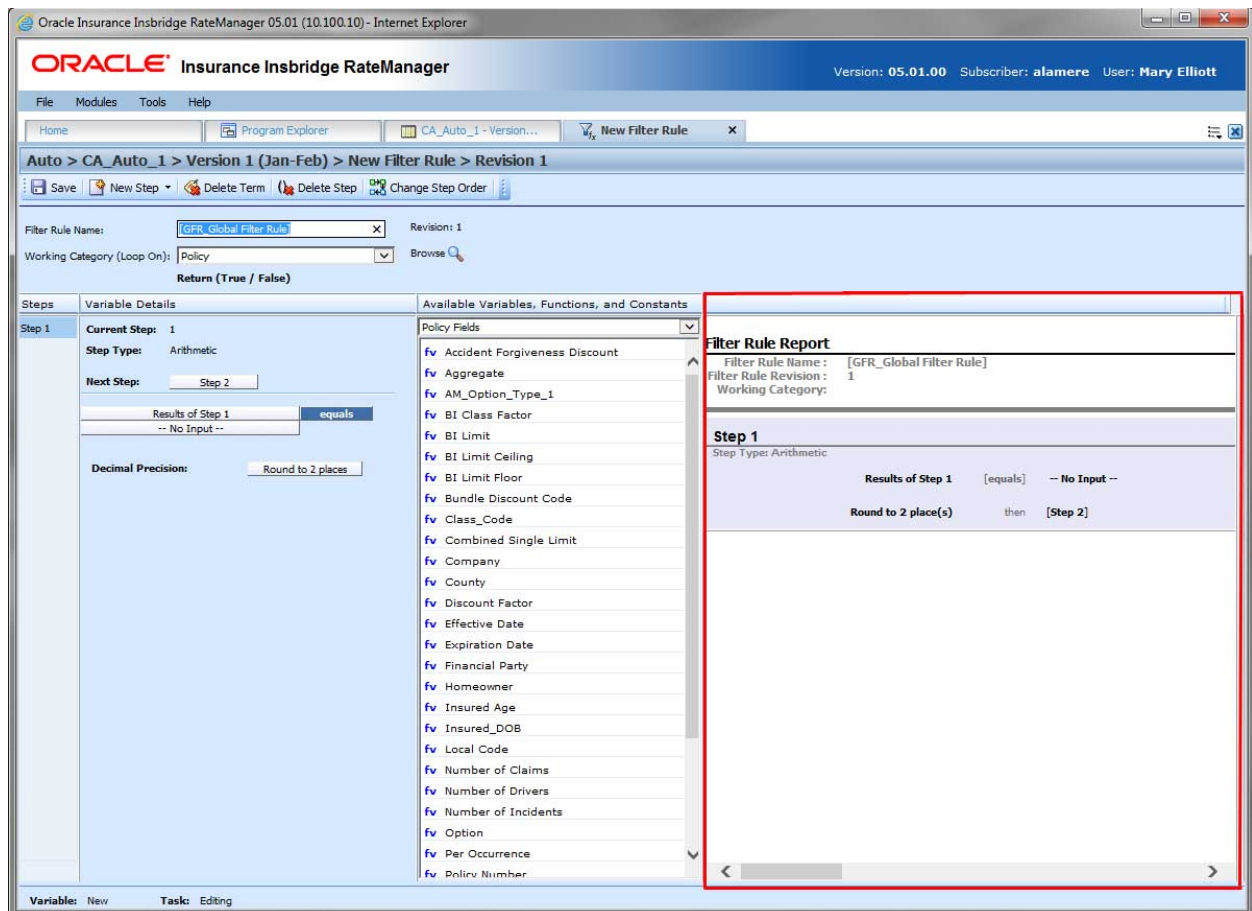 Oracle Insurance Insbridge RateManager 05.01 (10.100.10) - Internet Explorer
ORACLE® Insurance Insbridge RateManager
Version: 05.01.00 Subscriber: alamere User: Mary Elliott
File Modules Tools Help
Home Program Explorer CA_Auto_1 - Version... New Filter Rule x
Auto > CA_Auto_1 > Version 1 (Jan-Feb) > New Filter Rule > Revision 1
Save New Step Delete Term Delete Step Change Step Order
Filter Rule Name: [GFR_Global Filter Rule] Revision: 1
Working Category (Loop On): Policy Browse
Return (True / False)
Steps Variable Details Available Variables, Functions, and Constants
Step 1
Current Step: 1
Step Type: Arithmetic
Next Step: Step 2
Results of Step 1 equals
-- No Input --
Decimal Precision: Round to 2 places
Policy Fields
fv Accident Forgiveness Discount
fv Aggregate
fv AM_Option_Type_1
fv BI Class Factor
fv BI Limit
fv BI Limit Ceiling
fv BI Limit Floor
fv Bundle Discount Code
fv Class_Code
fv Combined Single Limit
fv Company
fv County
fv Discount Factor
fv Effective Date
fv Expiration Date
fv Financial Party
fv Homeowner
fv Insured Age
fv Insured_DOB
fv Local Code
fv Number of Claims
fv Number of Drivers
fv Number of Incidents
fv Option
fv Per Occurrence
fv Policy Number
Filter Rule Report
Filter Rule Name : [GFR_Global Filter Rule]
Filter Rule Revision : 1
Working Category:
Step 1
Step Type: Arithmetic
Results of Step 1 [equals] -- No Input --
Round to 2 place(s) then [Step 2]
Variable: New Task: Editing